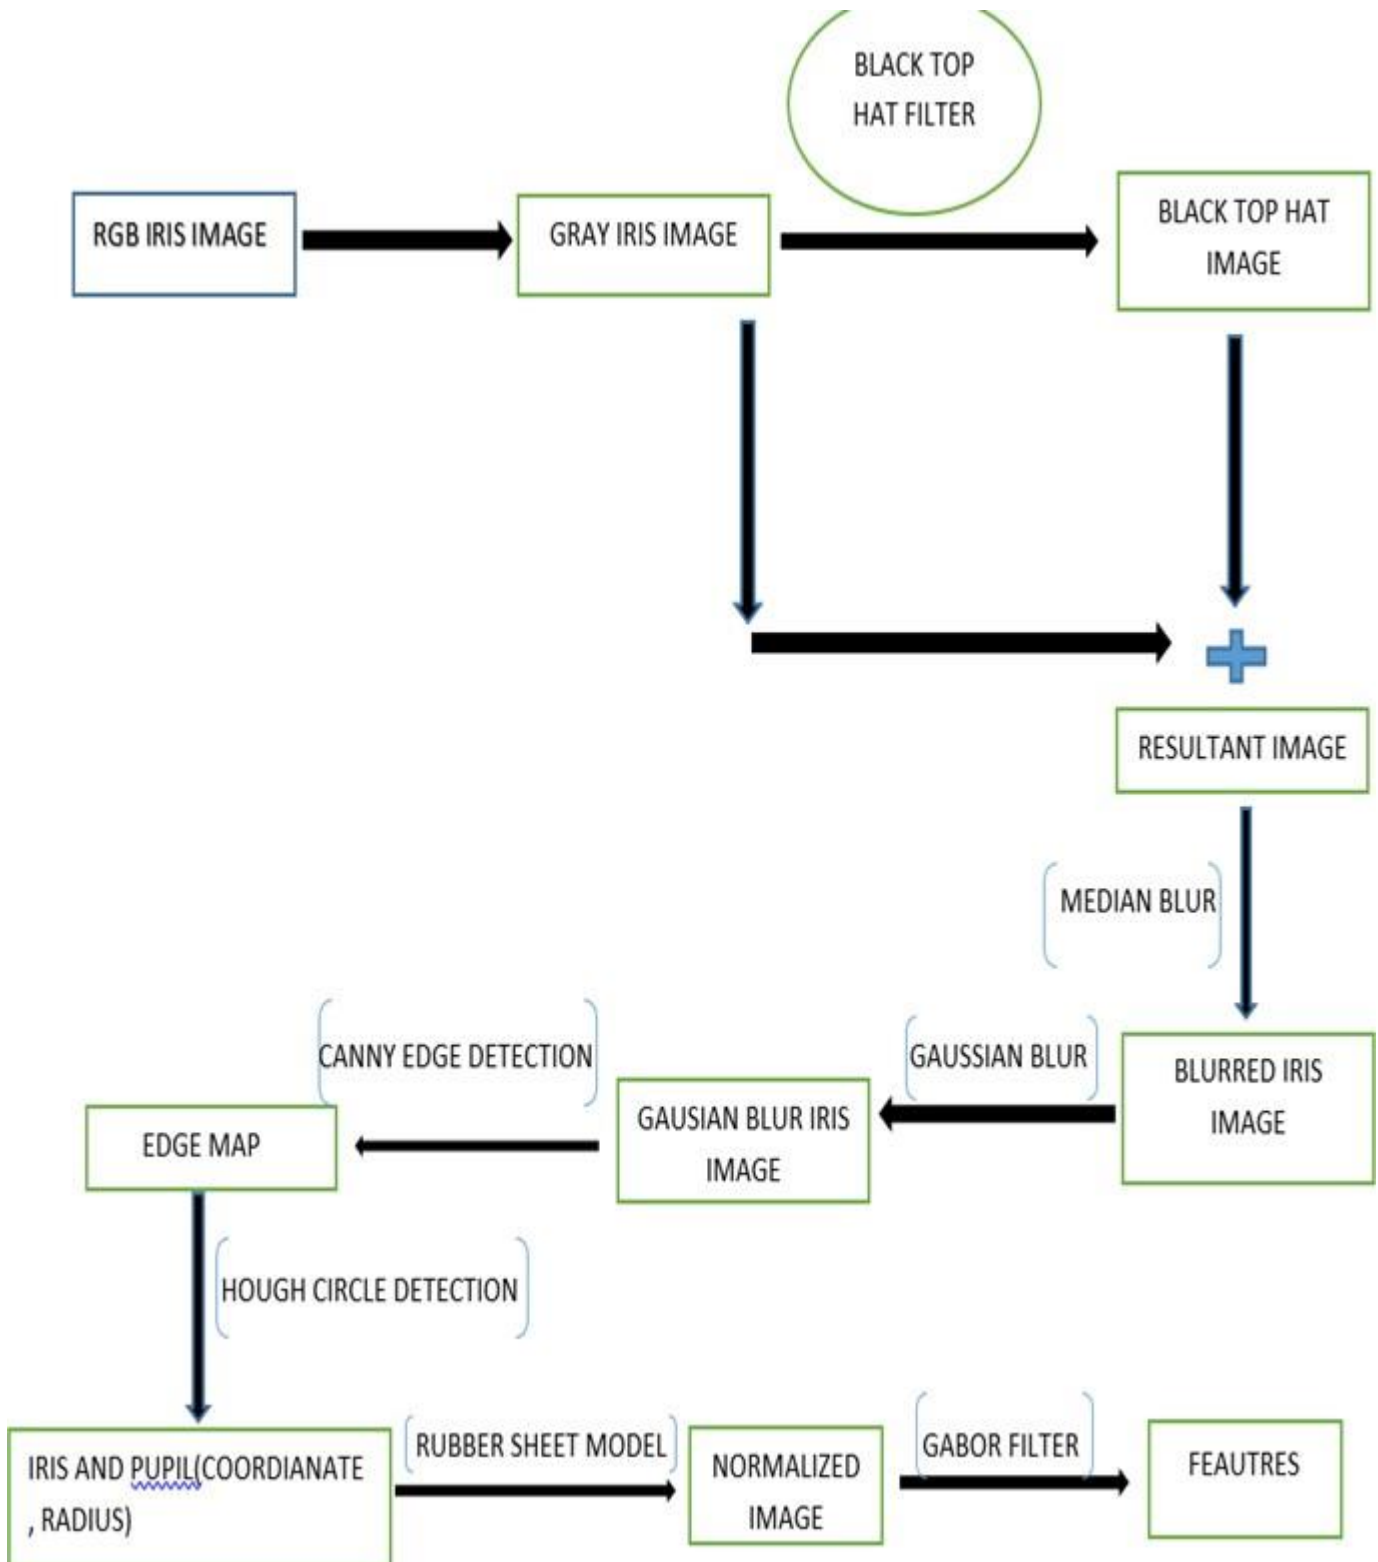 BLACK TOP
HAT FILTER
RGB IRIS IMAGE
GRAY IRIS IMAGE
BLACK TOP HAT
IMAGE
RESULTANT IMAGE
MEDIAN BLUR
BLURRED IRIS
IMAGE
GAUSSIAN BLUR
GAUSIAN BLUR IRIS
IMAGE
CANNY EDGE DETECTION
EDGE MAP
HOUGH CIRCLE DETECTION
IRIS AND PUPIL(COORDIANATE
, RADIUS)
RUBBER SHEET MODEL
NORMALIZED
IMAGE
GABOR FILTER
FEAUTRES